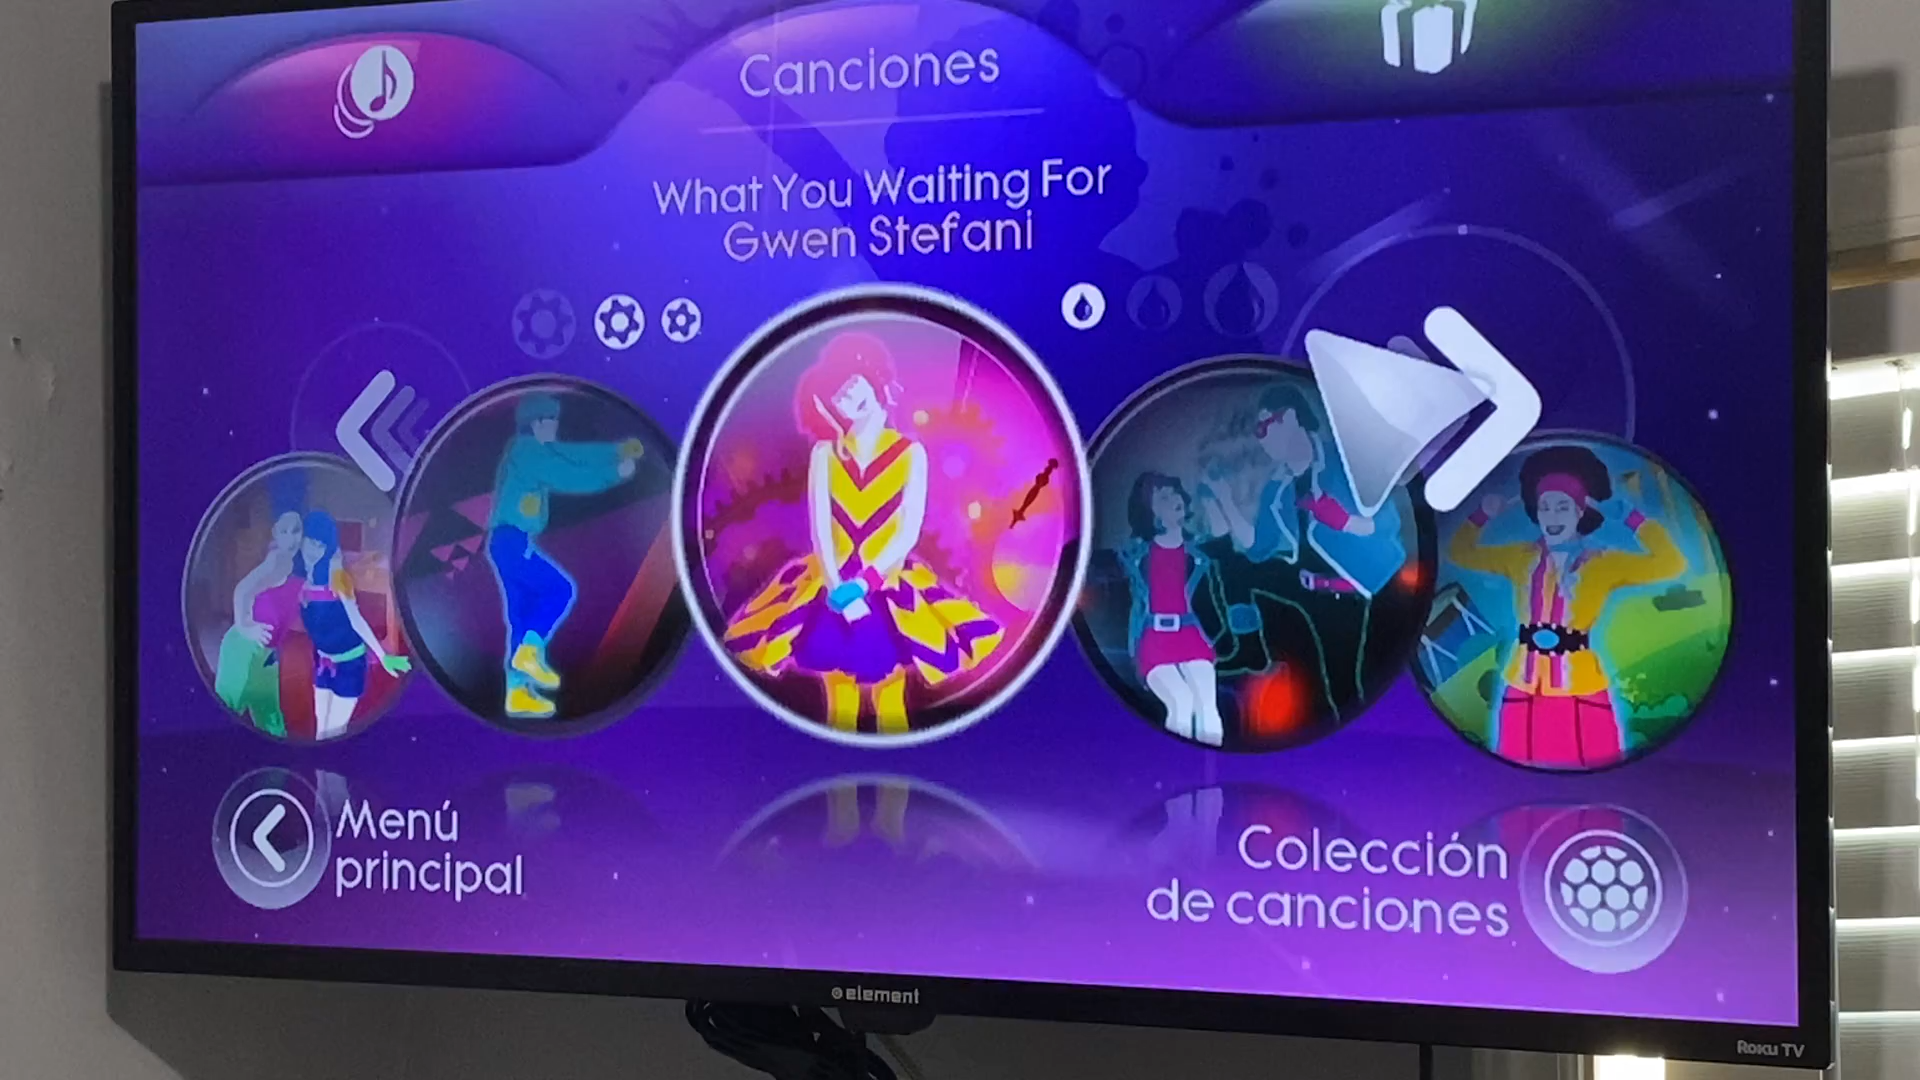 Canciones
What You Waiting For
Gwen Stefani
Menú
principal
Colección
de canciones
element
Roku TV